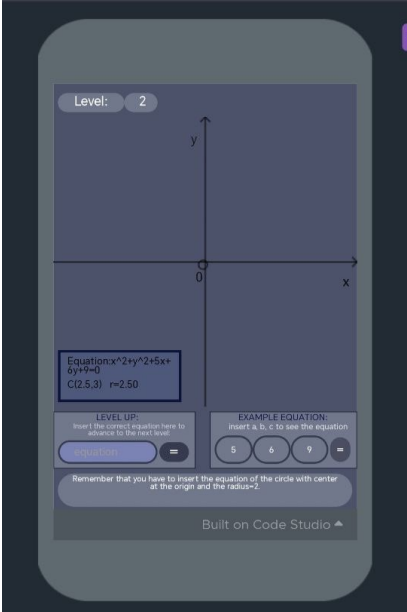 Level: 2
y
0
x
Equation:x^2+y^2+5x+
6y+9=0
C(2.5,3) r=2.50
LEVEL UP:
Insert the correct equation here to
advance to the next level:
equation =
EXAMPLE EQUATION:
insert a, b, c to see the equation
5 6 9 =
Remember that you have to insert the equation of the circle with center
at the origin and the radius=2.
Built on Code Studio